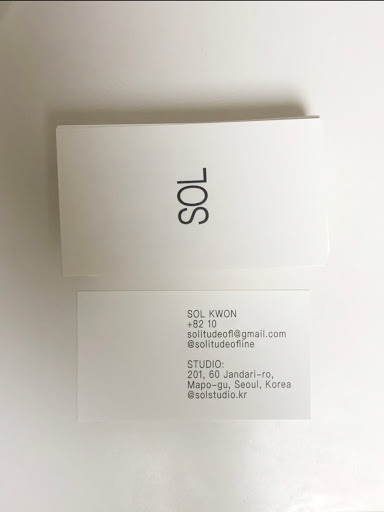 SOL
SOL KWON
+82 10
solitudeofl@gmail.com
@solitudeofline
STUDIO:
201, 60 Jandari-ro,
Mapo-gu, Seoul, Korea
@solstudio.kr